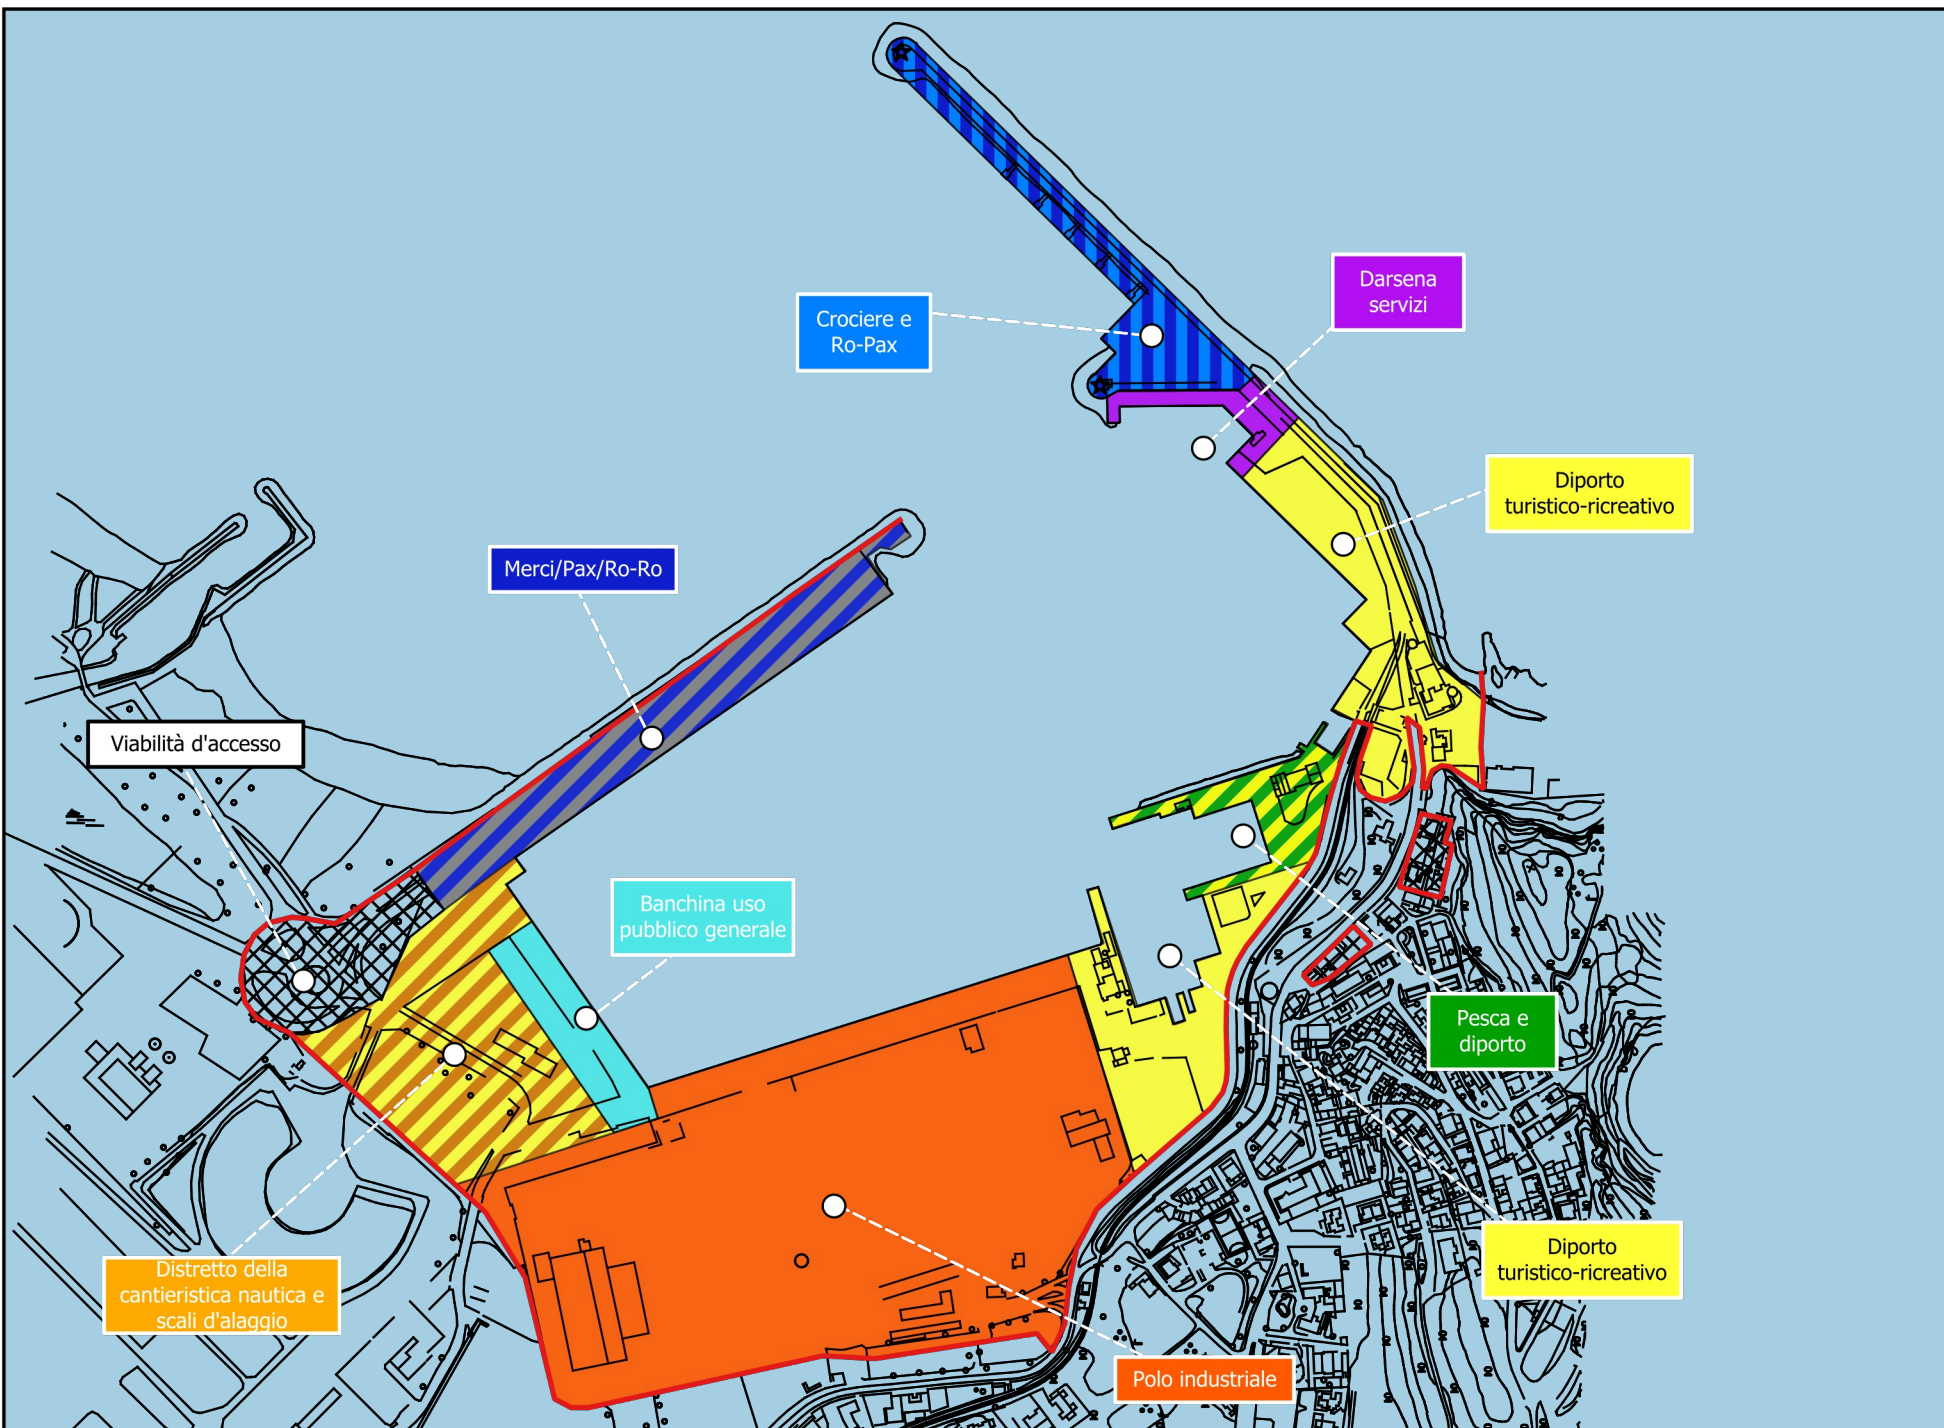 Darsena
servizi
Crociere e
Ro-Pax
Diporto
turistico-ricreativo
Merci/Pax/Ro-Ro
Viabilità d'accesso
Banchina uso
pubblico generale
Pesca e
diporto
Diporto
turistico-ricreativo
Distretto della
cantieristica nautica e
scali d'alaggio
Polo industriale